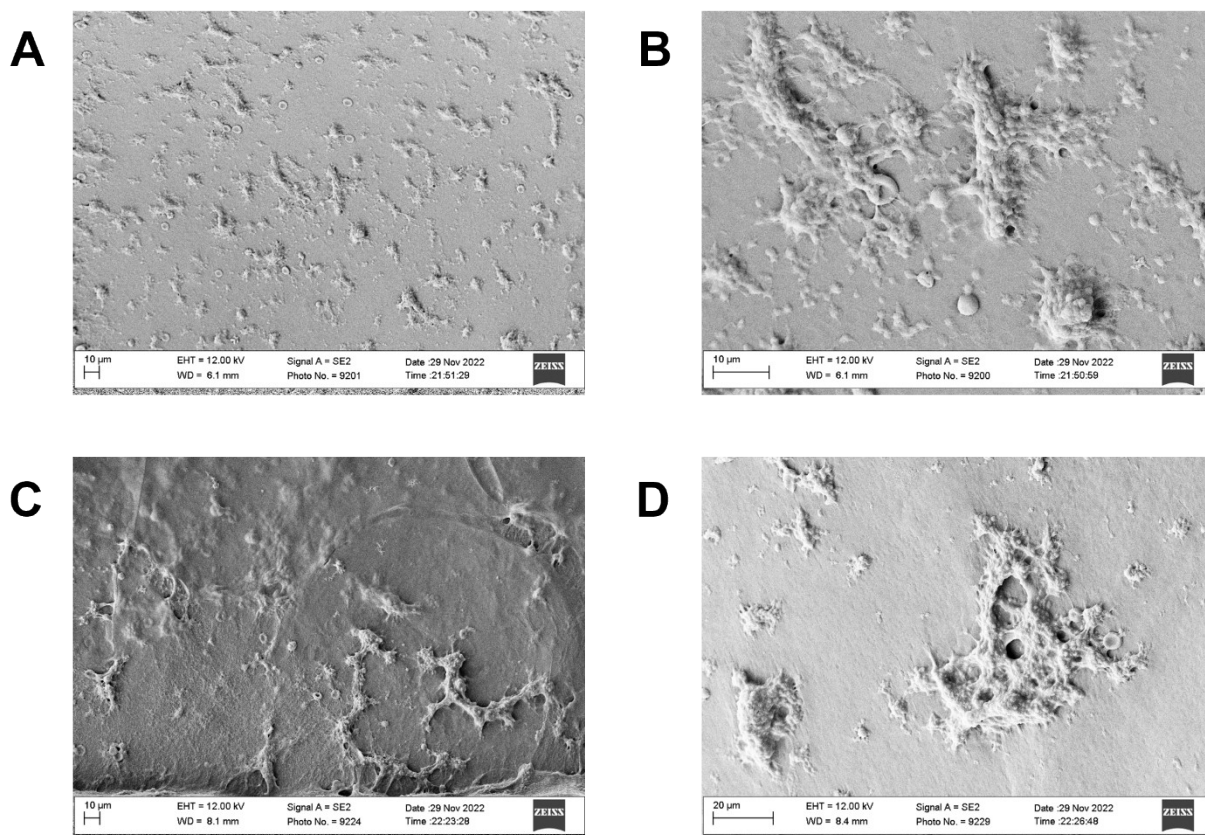 A
B
10 µm EHT = 12.00 kV Signal A = SE2 Date :29 Nov 2022
WD = 6.1 mm Photo No. = 9201 Time :21:51:29
ZEISS
10 µm EHT = 12.00 kV Signal A = SE2 Date :29 Nov 2022
WD = 6.1 mm Photo No. = 9200 Time :21:50:59
ZEISS
C
D
10 µm EHT = 12.00 kV Signal A = SE2 Date :29 Nov 2022
WD = 8.1 mm Photo No. = 9224 Time :22:23:28
ZEISS
20 µm EHT = 12.00 kV Signal A = SE2 Date :29 Nov 2022
WD = 8.4 mm Photo No. = 9229 Time :22:26:48
ZEISS